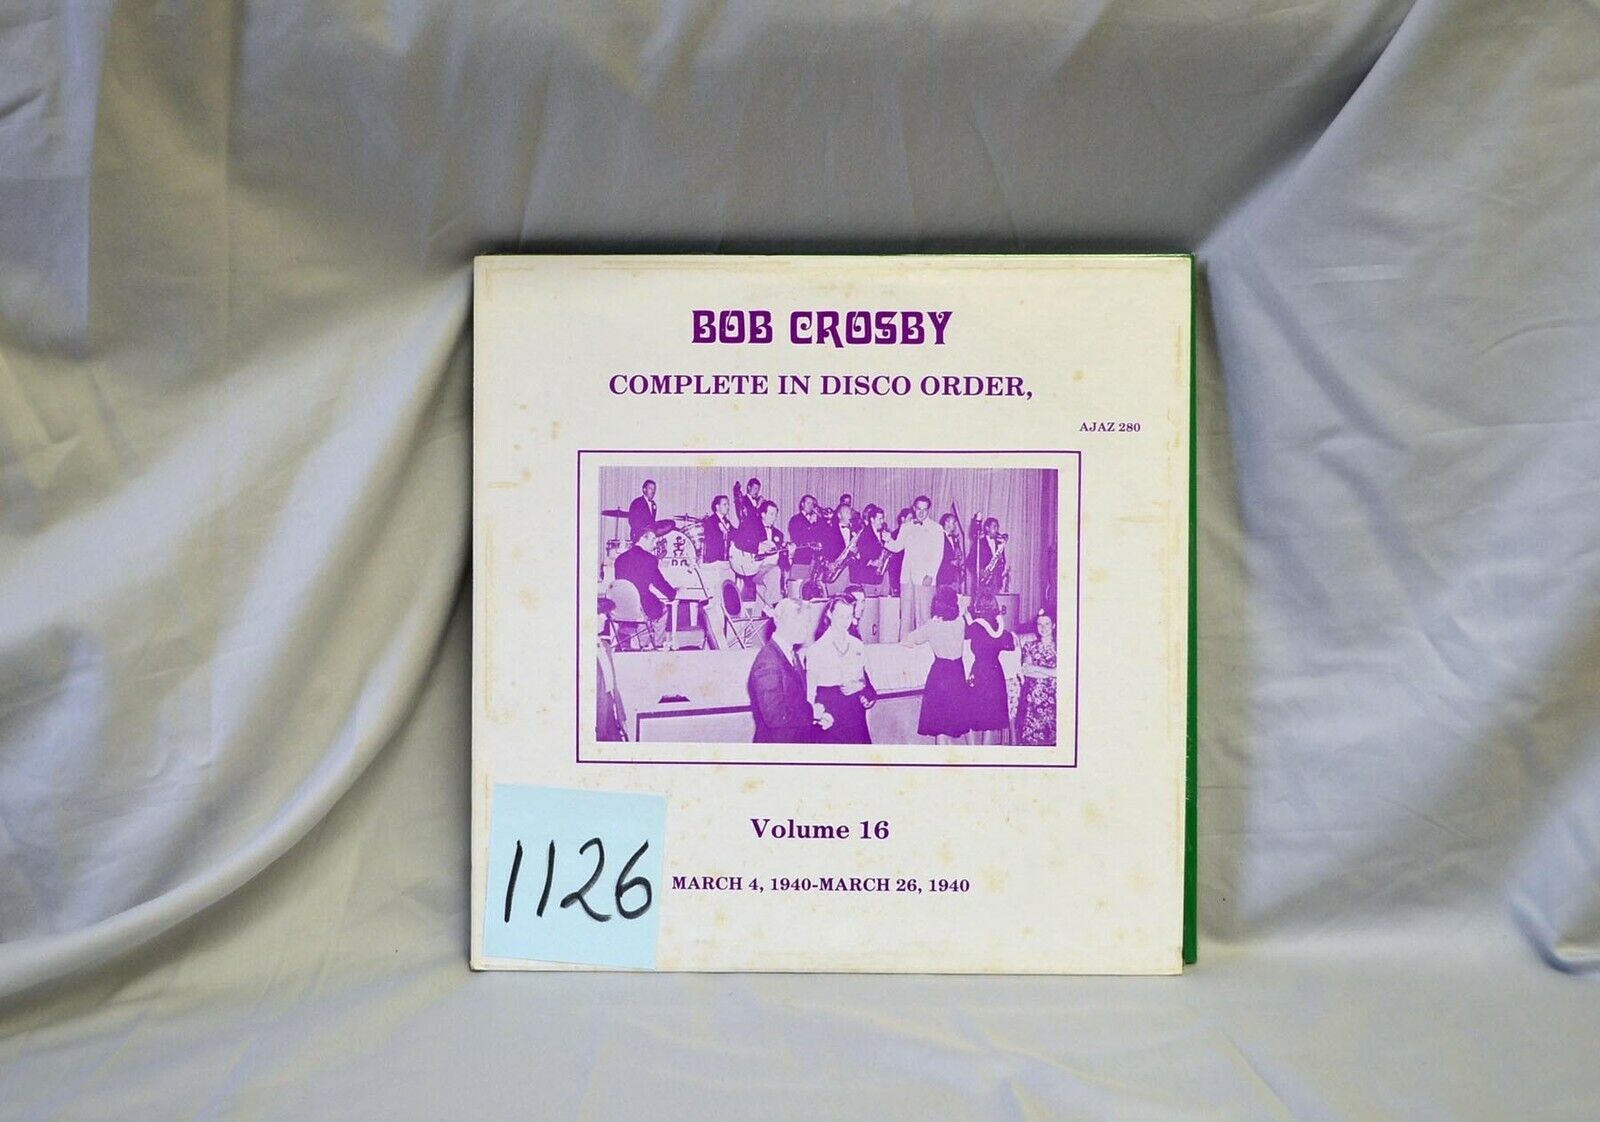 BOB CROSBY
COMPLETE IN DISCO ORDER,
AJAZ 280
Volume 16
MARCH 4, 1940-MARCH 26, 1940
1126